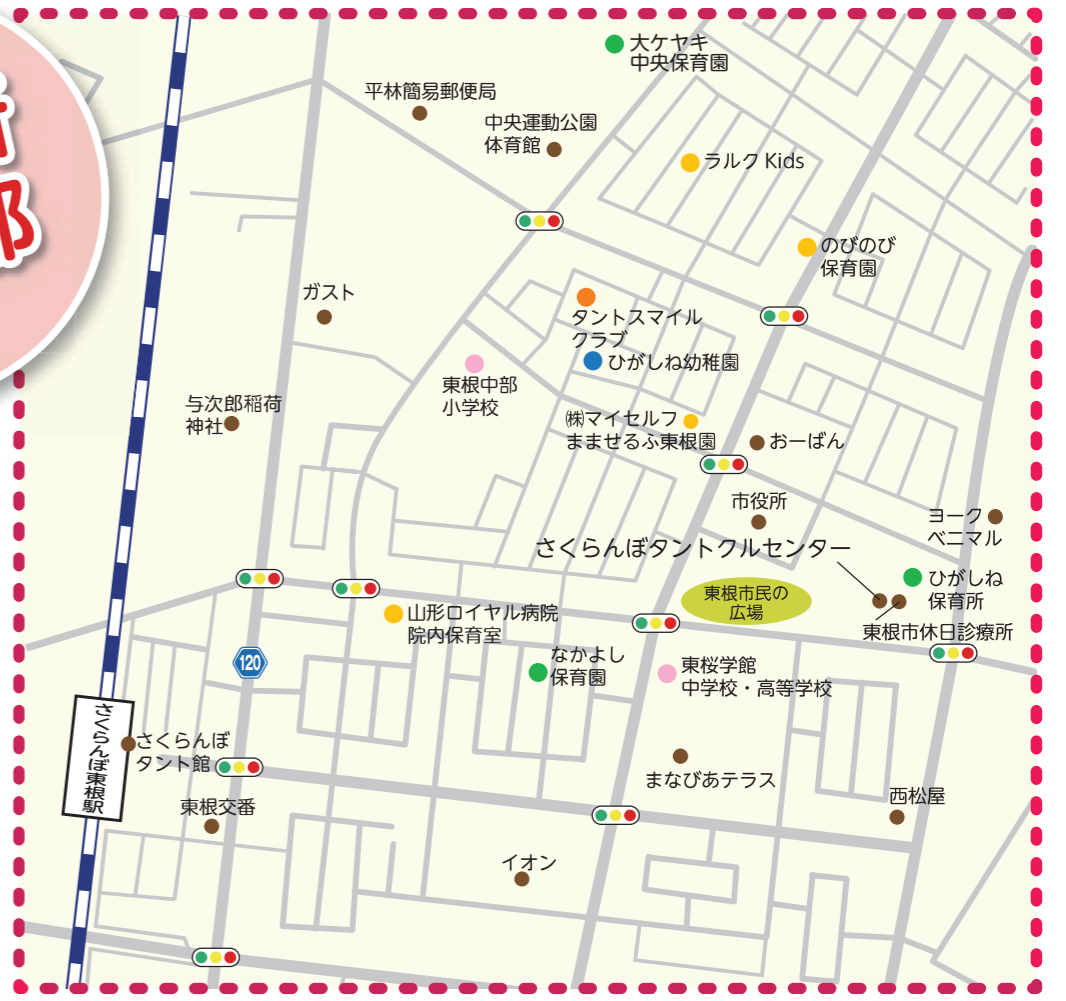 大ケヤキ
中央保育園
平林簡易郵便局
中央運動公園
体育館
ラルク Kids
のびのび
保育園
ガスト
タントスマイル
クラブ
ひがしね幼稚園
東根中部
小学校
与次郎稲荷
神社
㈱マイセルフ
まませるふ東根園
おーばん
市役所
ヨーク
ベニマル
さくらんぼタントクルセンター
ひがしね
保育所
東根市民の
広場
東根市休日診療所
山形ロイヤル病院
院内保育室
なかよし
保育園
120
東桜学館
中学校・高等学校
さくらんぼ東根駅
さくらんぼ
タント館
まなびあテラス
東根交番
西松屋
イオン